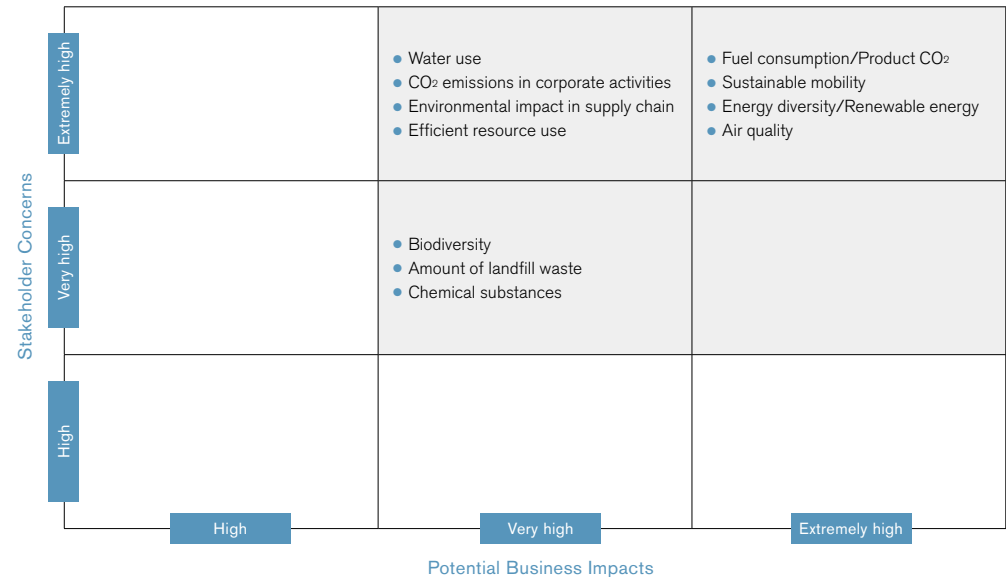 Stakeholder Concerns
Extremely high
● Water use
● CO2 emissions in corporate activities
● Environmental impact in supply chain
● Efficient resource use
● Fuel consumption/Product CO2
● Sustainable mobility
● Energy diversity/Renewable energy
● Air quality
Very high
● Biodiversity
● Amount of landfill waste
● Chemical substances
High
High
Very high
Extremely high
Potential Business Impacts